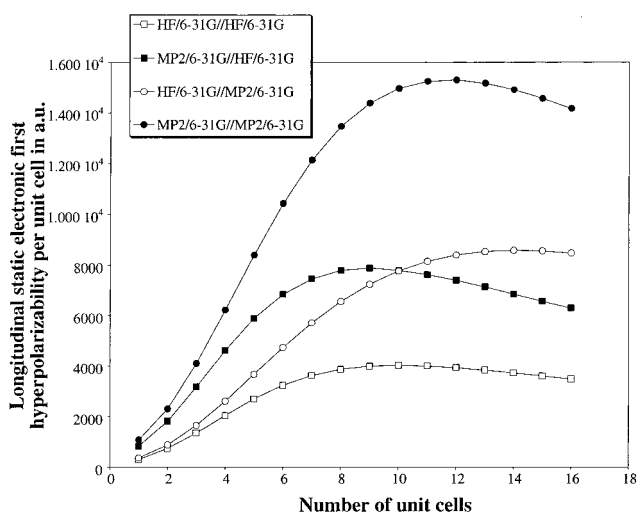 HF/6-31G//HF/6-31G
MP2/6-31G//HF/6-31G
HF/6-31G//MP2/6-31G
MP2/6-31G//MP2/6-31G
Longitudinal static electronic first
hyperpolarizability per unit cell in a.u.
1.600 10⁴
1.400 10⁴
1.200 10⁴
1.000 10⁴
8000
6000
4000
2000
0
0 2 4 6 8 10 12 14 16 18
Number of unit cells